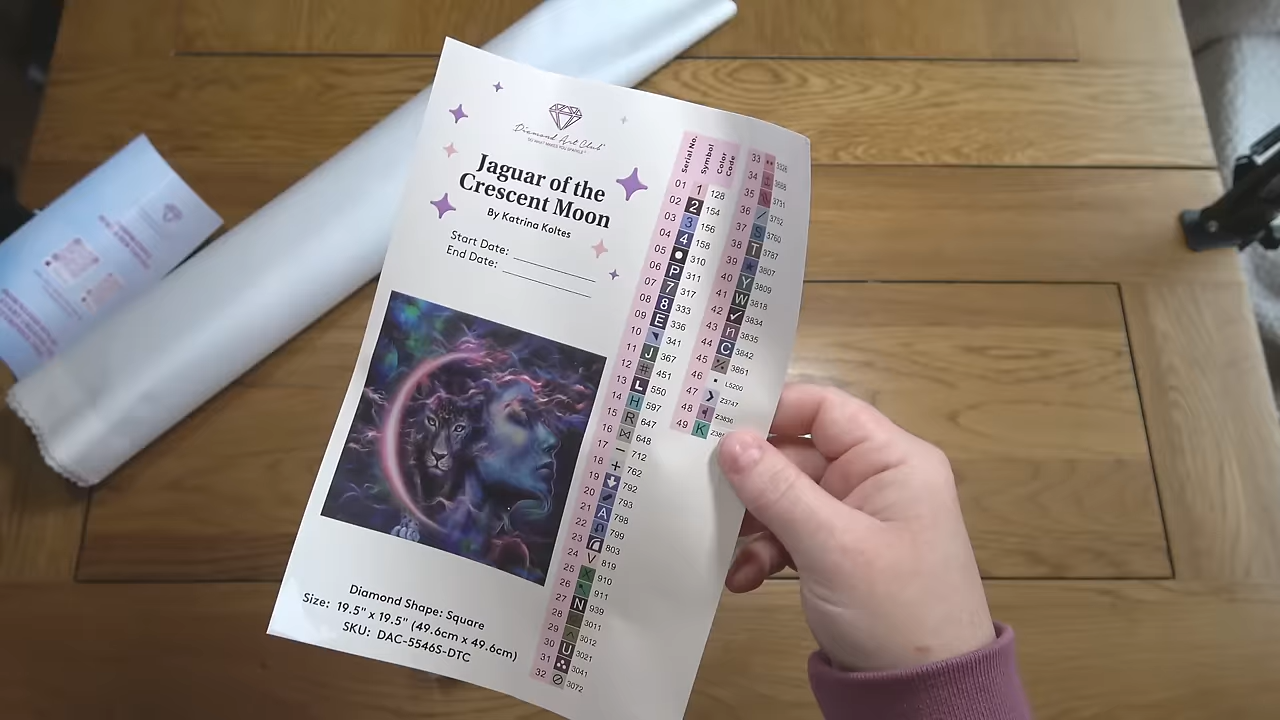 Diamond Art Club
DO WHAT MAKES YOU SPARKLE
Jaguar of the
Crescent Moon
By Katrina Koltes
Start Date:
End Date:
Diamond Shape: Square
Size: 19.5" x 19.5" (49.6cm x 49.6cm)
SKU: DAC-5546S-DTC
Serial No. Symbol Color Code
01 1 128
02 2 154
03 3 156
04 4 158
05 ● 310
06 P 311
07 7 317
08 8 333
09 E 336
10 341
11 J 367
12 # 451
13 L 550
14 H 597
15 R 647
16 ⋈ 648
17 − 712
18 + 762
19 792
20 793
21 A 798
22 799
23 803
24 V 819
25 X 910
26 911
27 N 939
28 3011
29 ^ 3012
30 U 3021
31 3041
32 ⊘ 3072
33 3326
34 3688
35 3731
36 / 3752
37 S 3760
38 T 3787
39 ★ 3807
40 Y 3809
41 W 3818
42 ✓ 3834
43 n 3835
44 C 3842
45 3861
46 ▪ L5200
47 Z3747
48 Z3836
49 K